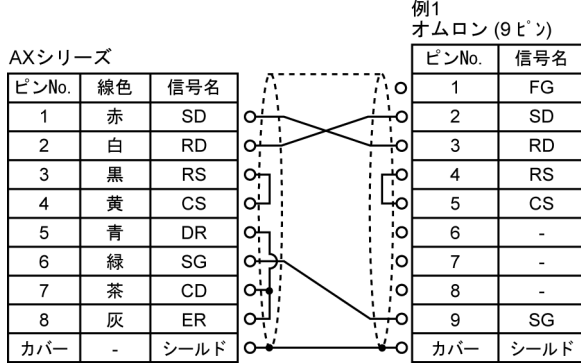 例1
オムロン (9ピン)
AXシリーズ
ピンNo. 線色 信号名
1 赤 SD
2 白 RD
3 黒 RS
4 黄 CS
5 青 DR
6 緑 SG
7 茶 CD
8 灰 ER
カバー - シールド
ピンNo. 信号名
1 FG
2 SD
3 RD
4 RS
5 CS
6 -
7 -
8 -
9 SG
カバー シールド